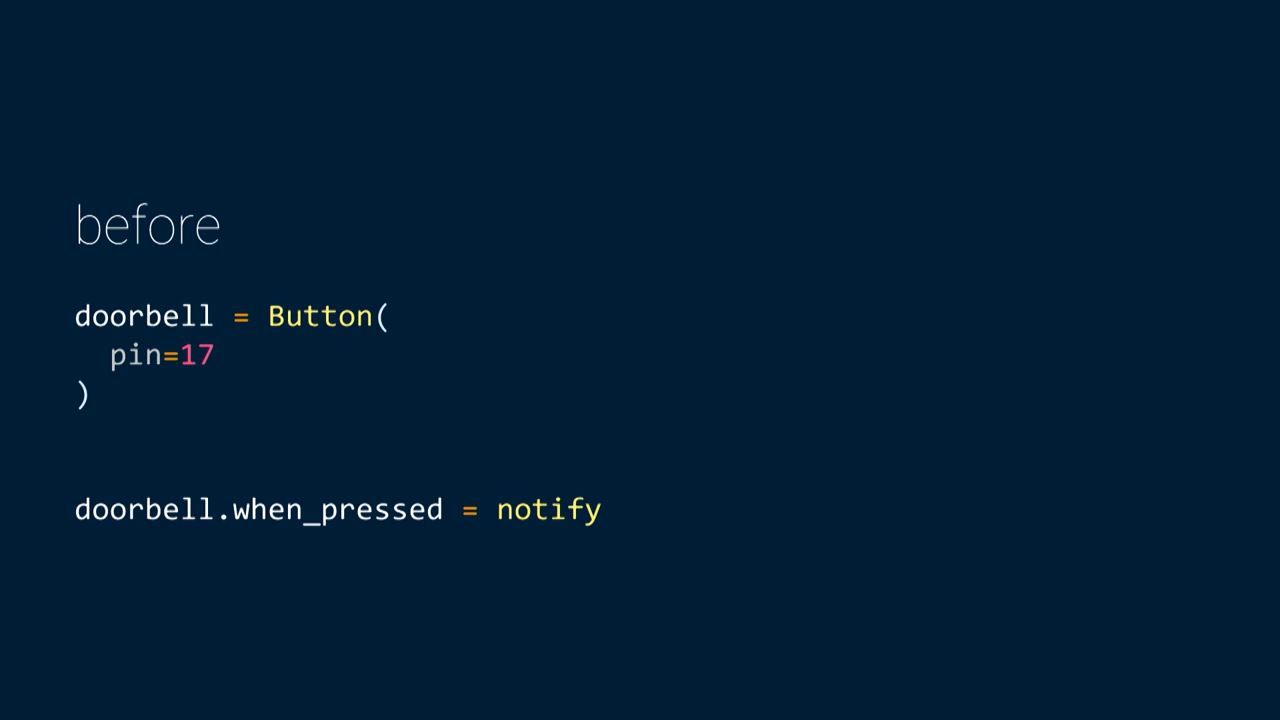 before
doorbell = Button(
  pin=17
)
doorbell.when_pressed = notify